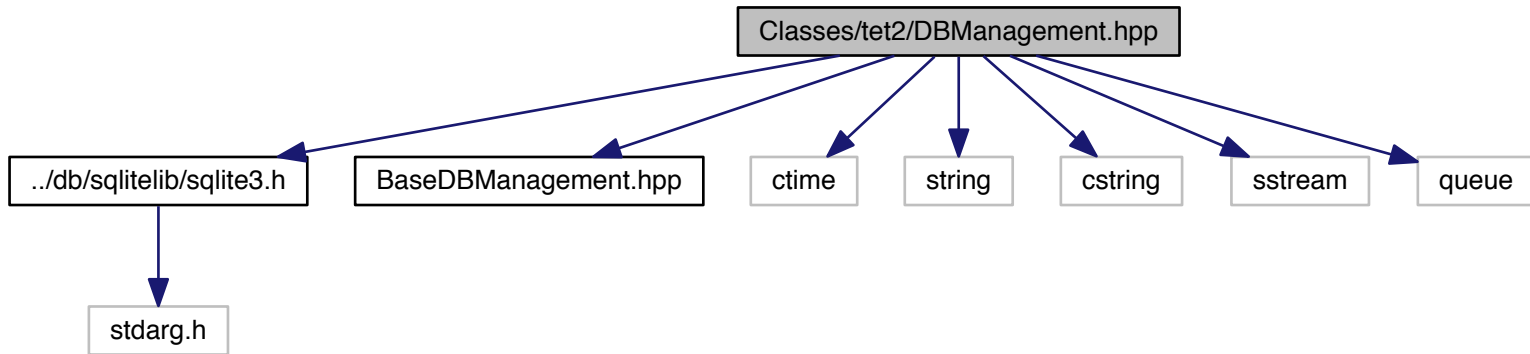 Classes/tet2/DBManagement.hpp
../db/sqlitelib/sqlite3.h
BaseDBManagement.hpp
ctime
string
cstring
sstream
queue
stdarg.h